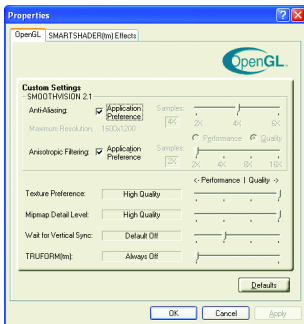 Properties
OpenGL SMARTSHADER(tm) Effects
OpenGL.
Custom Settings
SMOOTHVISION 2.1
Anti-Aliasing: Application Preference Samples: 4X 2X 4X 6X
Maximum Resolution: 1600x1200
Performance Quality
Anisotropic Filtering: Application Preference Samples: 2X 2X 4X 8X 16X
<- Performance | Quality ->
Texture Preference: High Quality
Mipmap Detail Level: High Quality
Wait for Vertical Sync: Default Off
TRUFORM(tm): Always Off
Defaults
OK Cancel Apply